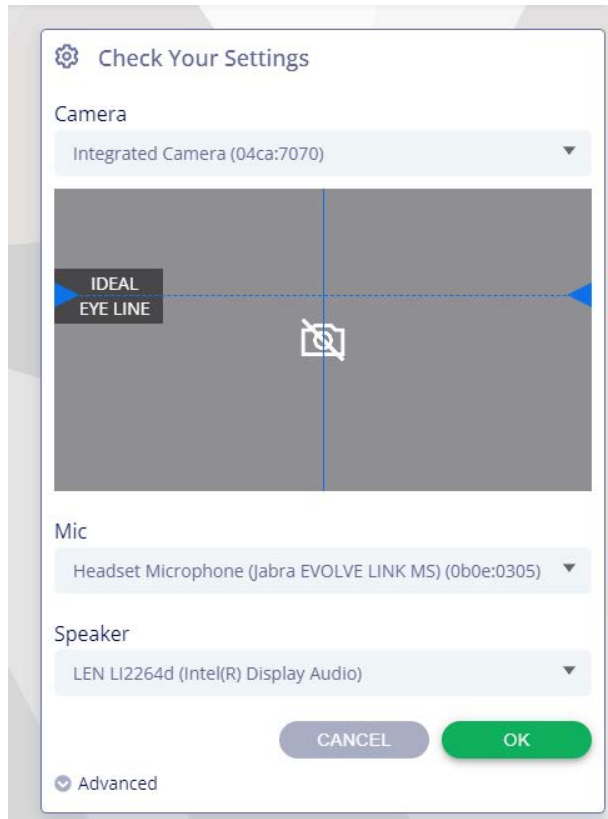 Check Your Settings
Camera
Integrated Camera (04ca:7070)
IDEAL
EYE LINE
Mic
Headset Microphone (Jabra EVOLVE LINK MS) (0b0e:0305)
Speaker
LEN LI2264d (Intel(R) Display Audio)
CANCEL OK
Advanced